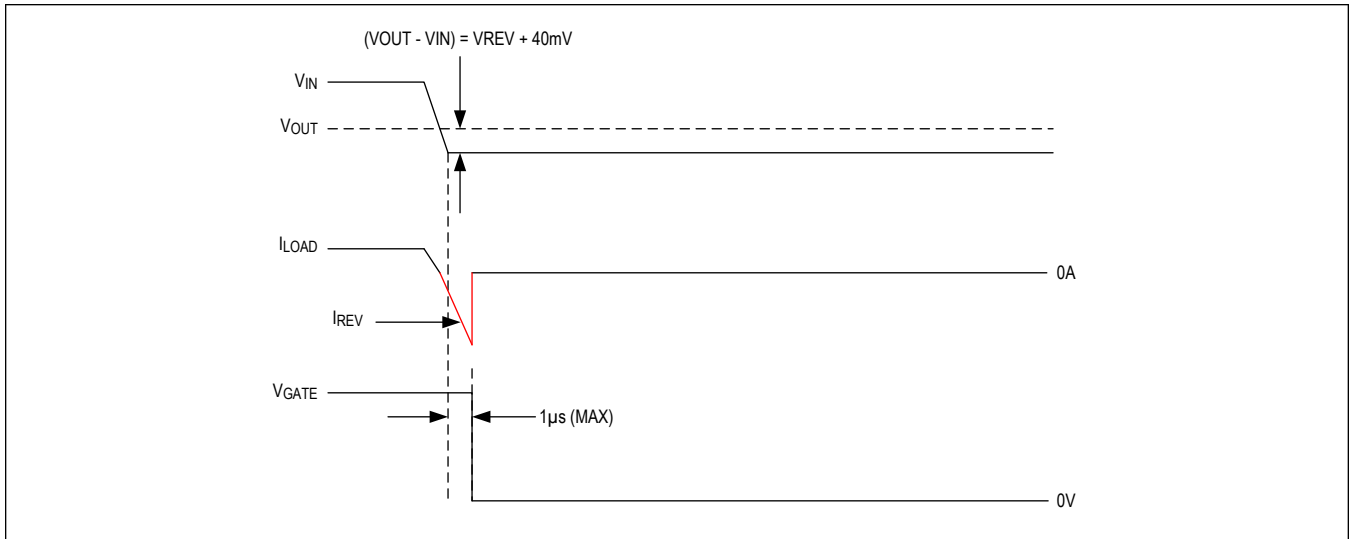 (VOUT - VIN) = VREV + 40mV
VIN
VOUT
ILOAD
0A
IREV
VGATE
1µs (MAX)
0V